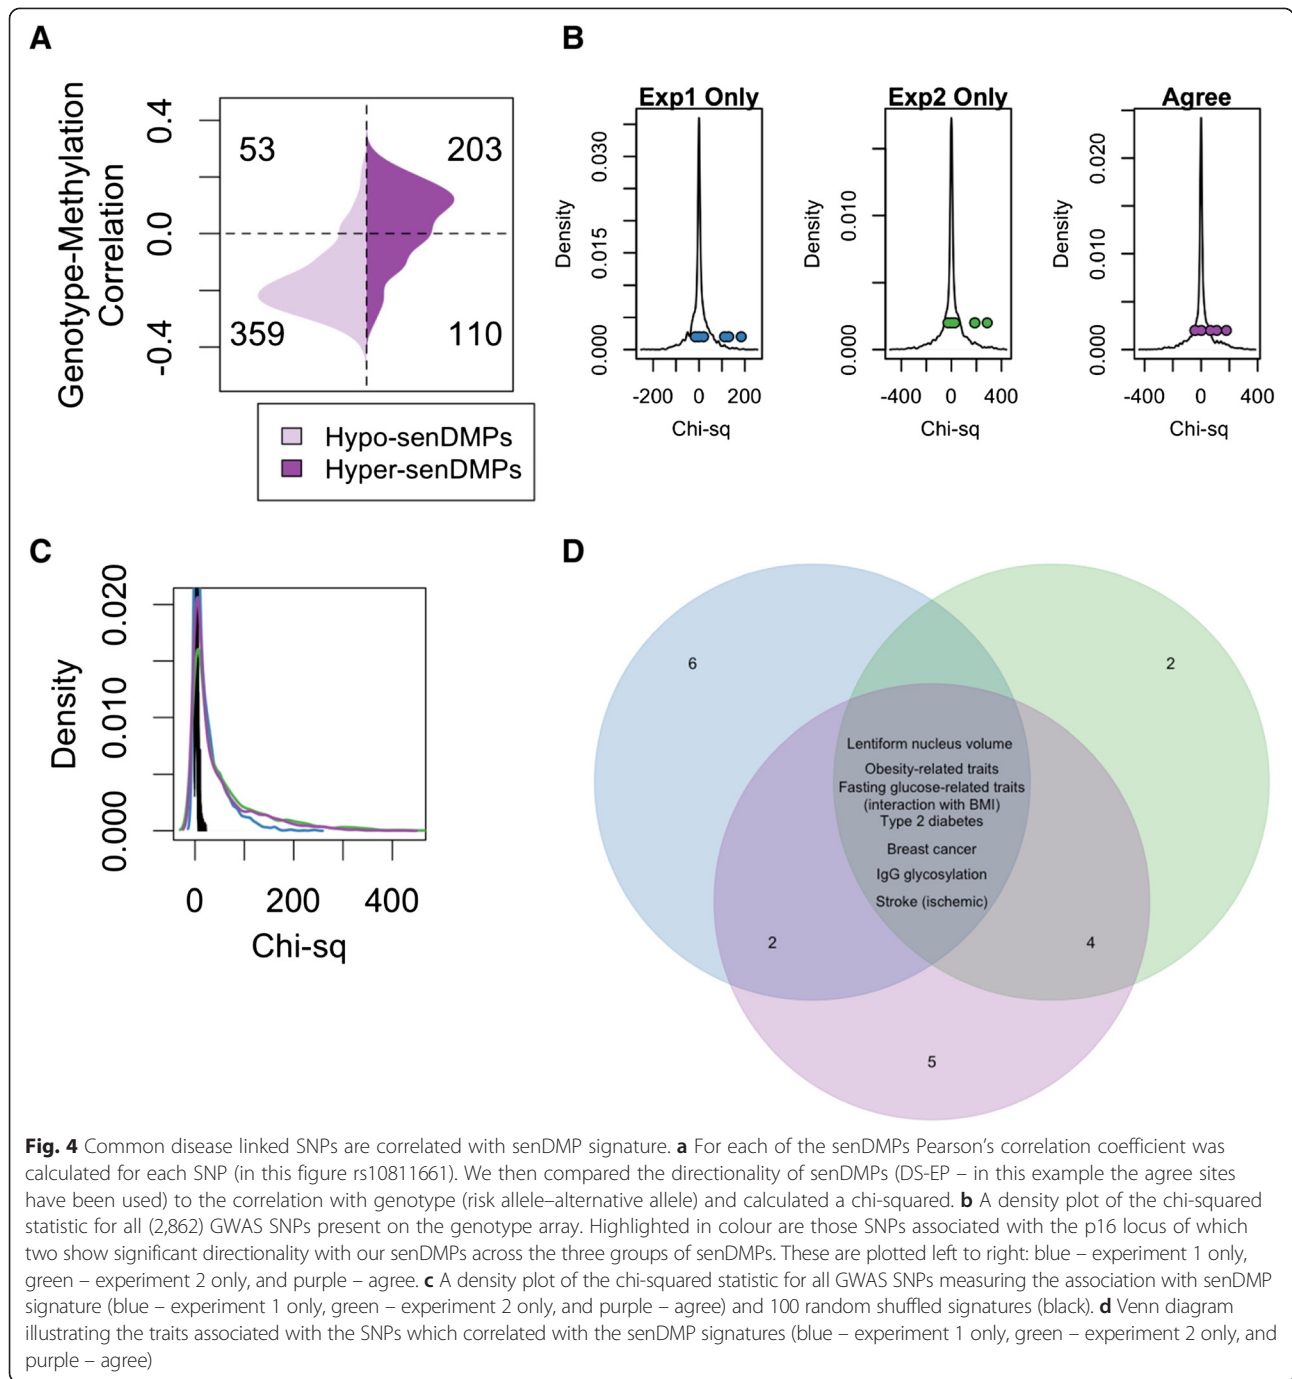 A
Genotype-Methylation
Correlation
0.4
0.0
-0.4
53
203
359
110
Hypo-senDMPs
Hyper-senDMPs
B
Exp1 Only
Density
0.030
0.015
0.000
-200 0 200
Chi-sq
Exp2 Only
Density
0.010
0.000
-400 0 400
Chi-sq
Agree
Density
0.020
0.010
0.000
-400 0 400
Chi-sq
C
Density
0.020
0.010
0.000
0 200 400
Chi-sq
D
6
2
Lentiform nucleus volume
Obesity-related traits
Fasting glucose-related traits
(interaction with BMI)
Type 2 diabetes
Breast cancer
IgG glycosylation
Stroke (ischemic)
2
4
5
Fig. 4 Common disease linked SNPs are correlated with senDMP signature. a For each of the senDMPs Pearson's correlation coefficient was
calculated for each SNP (in this figure rs10811661). We then compared the directionality of senDMPs (DS-EP – in this example the agree sites
have been used) to the correlation with genotype (risk allele–alternative allele) and calculated a chi-squared. b A density plot of the chi-squared
statistic for all (2,862) GWAS SNPs present on the genotype array. Highlighted in colour are those SNPs associated with the p16 locus of which
two show significant directionality with our senDMPs across the three groups of senDMPs. These are plotted left to right: blue – experiment 1 only,
green – experiment 2 only, and purple – agree. c A density plot of the chi-squared statistic for all GWAS SNPs measuring the association with senDMP
signature (blue – experiment 1 only, green – experiment 2 only, and purple – agree) and 100 random shuffled signatures (black). d Venn diagram
illustrating the traits associated with the SNPs which correlated with the senDMP signatures (blue – experiment 1 only, green – experiment 2 only, and
purple – agree)